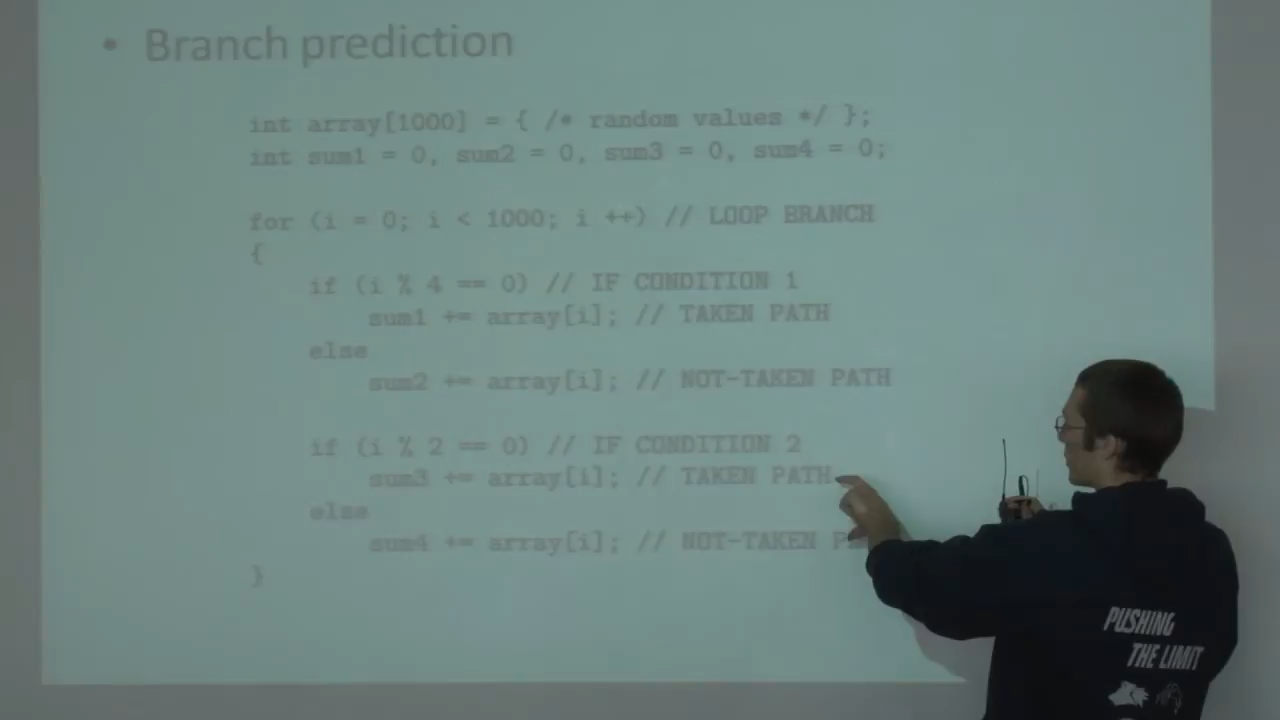 • Branch prediction
int array[1000] = { /* random values */ };
int sum1 = 0, sum2 = 0, sum3 = 0, sum4 = 0;
for (i = 0; i < 1000; i ++) // LOOP BRANCH
{
if (i % 4 == 0) // IF CONDITION 1
sum1 += array[i]; // TAKEN PATH
else
sum2 += array[i]; // NOT-TAKEN PATH
if (i % 2 == 0) // IF CONDITION 2
sum3 += array[i]; // TAKEN PATH
else
sum4 += array[i]; // NOT-TAKEN
}
PUSHING
THE LIMIT